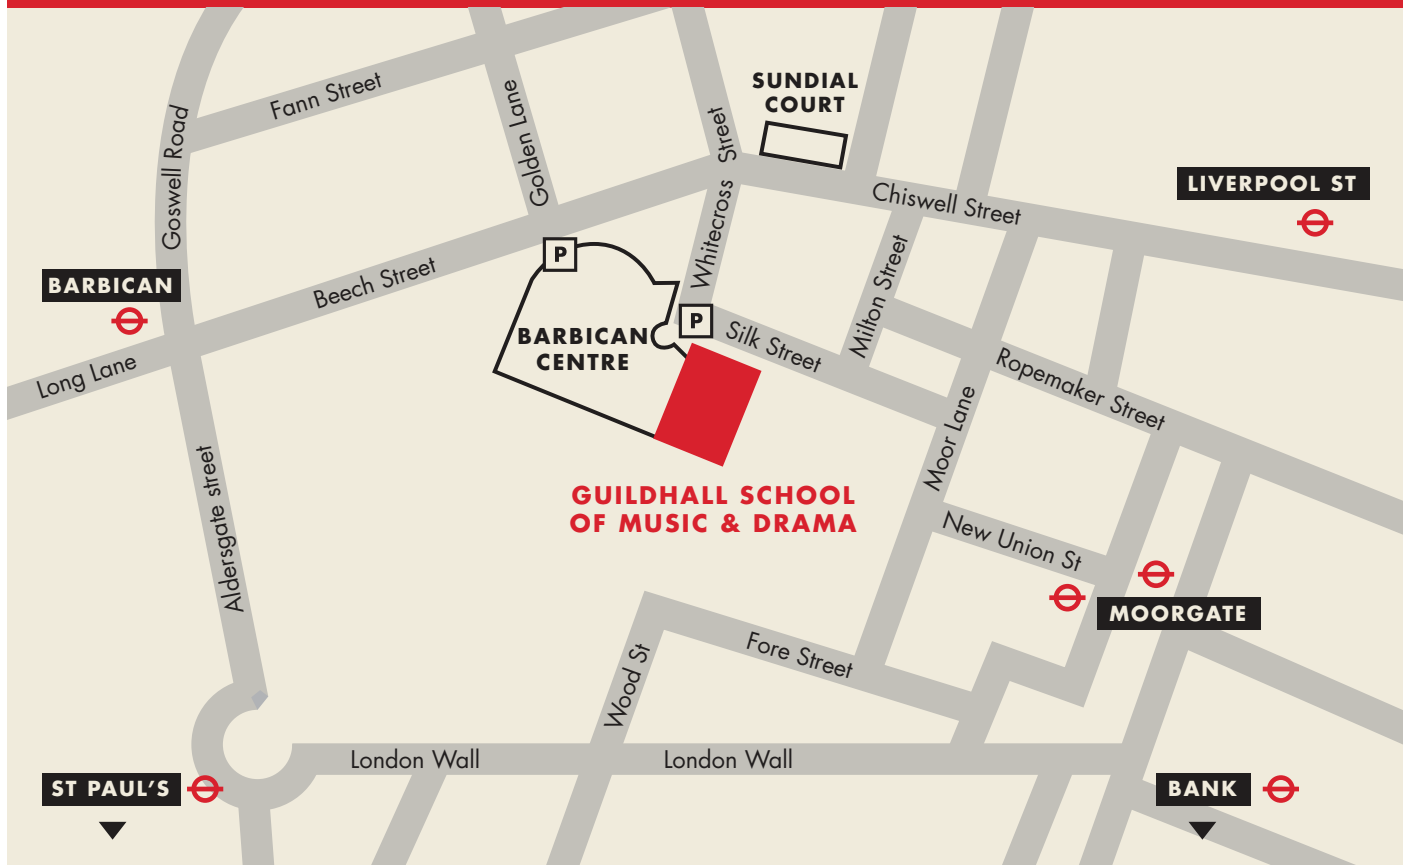 SUNDIAL
COURT
Fann Street
Golden Lane
Whitecross Street
Goswell Road
Chiswell Street
LIVERPOOL ST
P
Beech Street
Milton Street
BARBICAN
P
Silk Street
BARBICAN
CENTRE
Long Lane
Ropemaker Street
Moor Lane
Aldersgate street
GUILDHALL SCHOOL
OF MUSIC & DRAMA
New Union St
MOORGATE
Fore Street
Wood St
London Wall
London Wall
ST PAUL'S
BANK